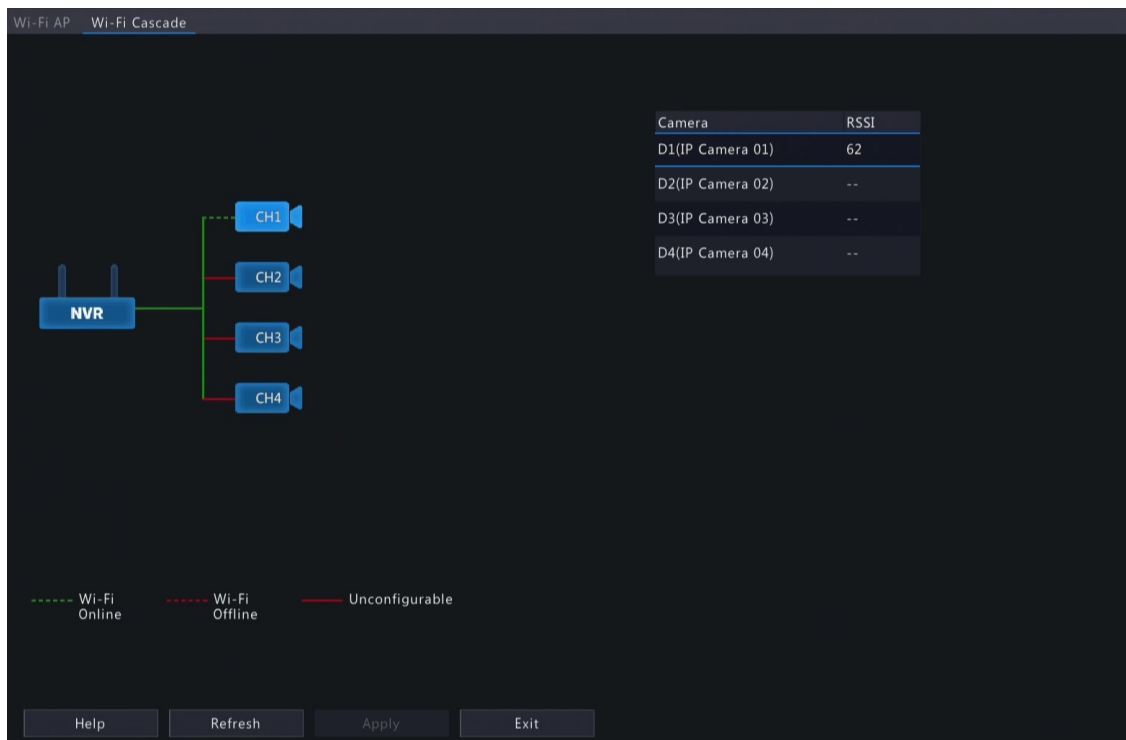 Wi-Fi AP Wi-Fi Cascade
Camera RSSI
D1(IP Camera 01) 62
D2(IP Camera 02) --
D3(IP Camera 03) --
D4(IP Camera 04) --
CH1
CH2
NVR
CH3
CH4
Wi-Fi Online
Wi-Fi Offline
Unconfigurable
Help Refresh Apply Exit